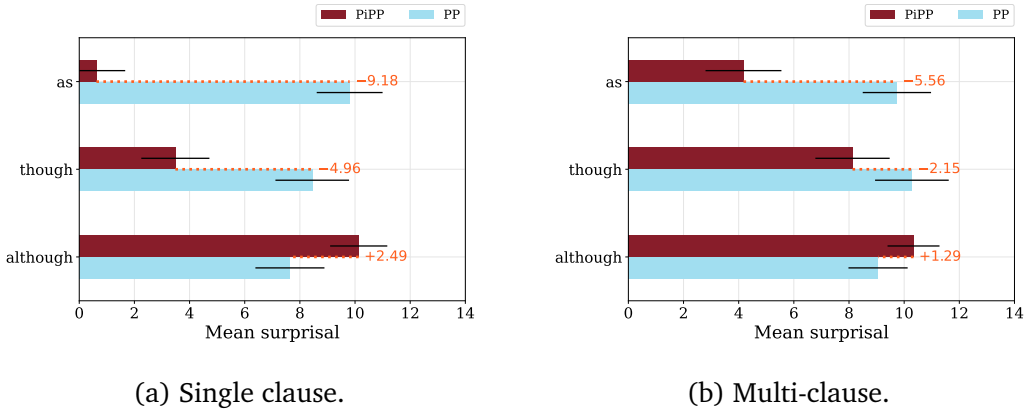 PiPP PP
as
−9.18
though
−4.96
although
+2.49
0 2 4 6 8 10 12 14
Mean surprisal
(a) Single clause.
PiPP PP
as
−5.56
though
−2.15
although
+1.29
0 2 4 6 8 10 12 14
Mean surprisal
(b) Multi-clause.